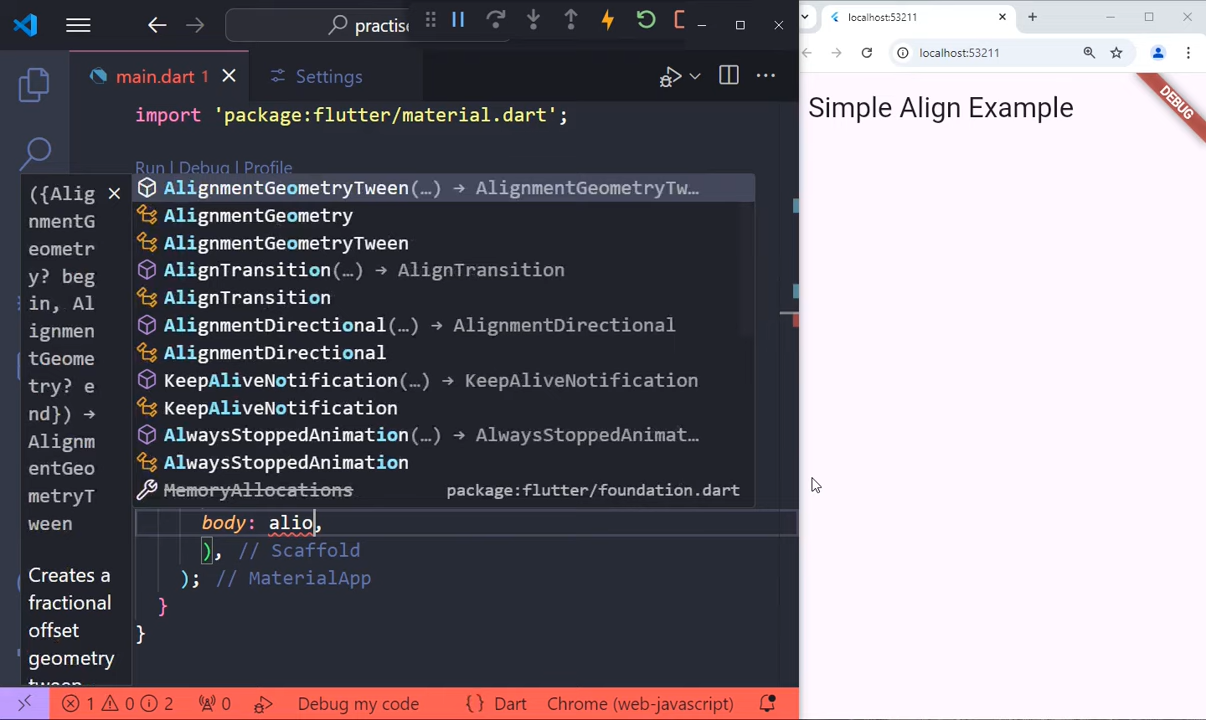 practise
main.dart 1
Settings
import 'package:flutter/material.dart';
Run | Debug | Profile
({Alig
nmentG
eometr
y? beg
in, Al
ignmen
tGeome
try? e
nd}) →
Alignm
entGeo
metryT
ween
Creates a
fractional
offset
geometry
AlignmentGeometryTween(…) → AlignmentGeometryTw…
AlignmentGeometry
AlignmentGeometryTween
AlignTransition(…) → AlignTransition
AlignTransition
AlignmentDirectional(…) → AlignmentDirectional
AlignmentDirectional
KeepAliveNotification(…) → KeepAliveNotification
KeepAliveNotification
AlwaysStoppedAnimation(…) → AlwaysStoppedAnimat…
AlwaysStoppedAnimation
MemoryAllocations package:flutter/foundation.dart
body: alio,
), // Scaffold
); // MaterialApp
}
}
1 0 2 0 Debug my code { } Dart Chrome (web-javascript)
localhost:53211
localhost:53211
Simple Align Example
DEBUG